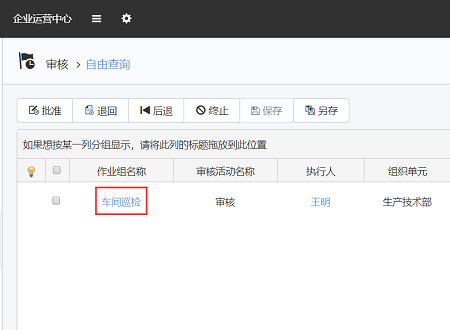 企业运营中心
审核 > 自由查询
批准 退回 后退 终止 保存 另存
如果想按某一列分组显示，请将此列的标题拖放到此位置
作业组名称 审核活动名称 执行人 组织单元
车间巡检 审核 王明 生产技术部